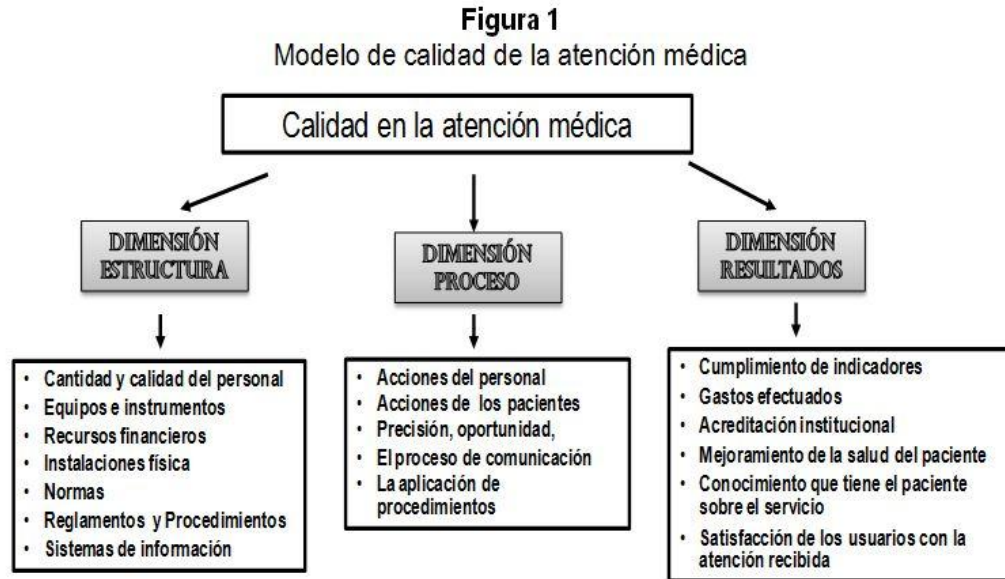 Figura 1
Modelo de calidad de la atención médica
Calidad en la atención médica
DIMENSIÓN
ESTRUCTURA
• Cantidad y calidad del personal
• Equipos e instrumentos
• Recursos financieros
• Instalaciones física
• Normas
• Reglamentos y Procedimientos
• Sistemas de información
DIMENSIÓN
PROCESO
• Acciones del personal
• Acciones de los pacientes
• Precisión, oportunidad,
• El proceso de comunicación
• La aplicación de
procedimientos
DIMENSIÓN
RESULTADOS
• Cumplimiento de indicadores
• Gastos efectuados
• Acreditación institucional
• Mejoramiento de la salud del paciente
• Conocimiento que tiene el paciente
sobre el servicio
• Satisfacción de los usuarios con la
atención recibida